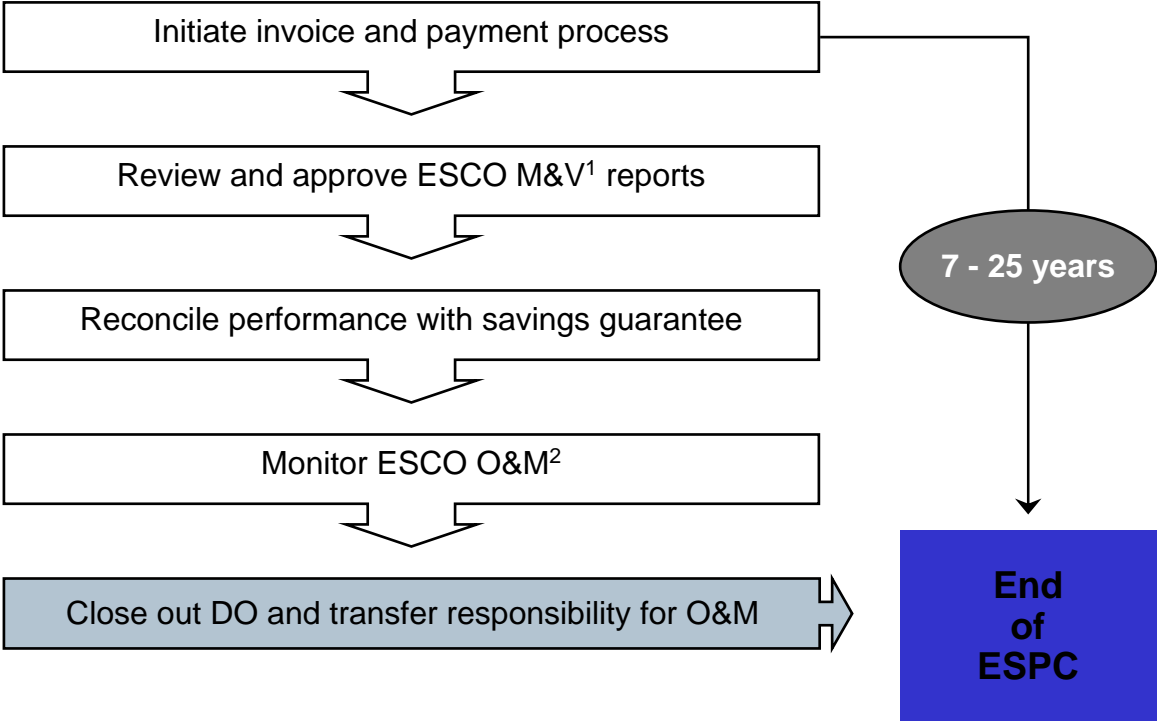 Initiate invoice and payment process
Review and approve ESCO M&V¹ reports
7 - 25 years
Reconcile performance with savings guarantee
Monitor ESCO O&M²
Close out DO and transfer responsibility for O&M
End
of
ESPC